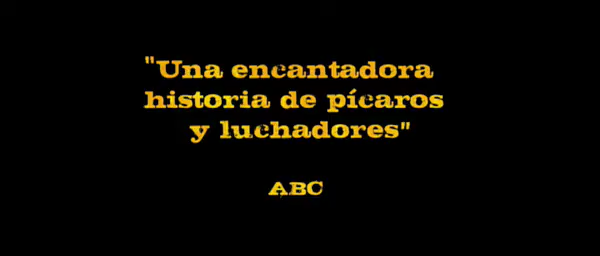 "Una encantadora
historia de pícaros
y luchadores"
ABC